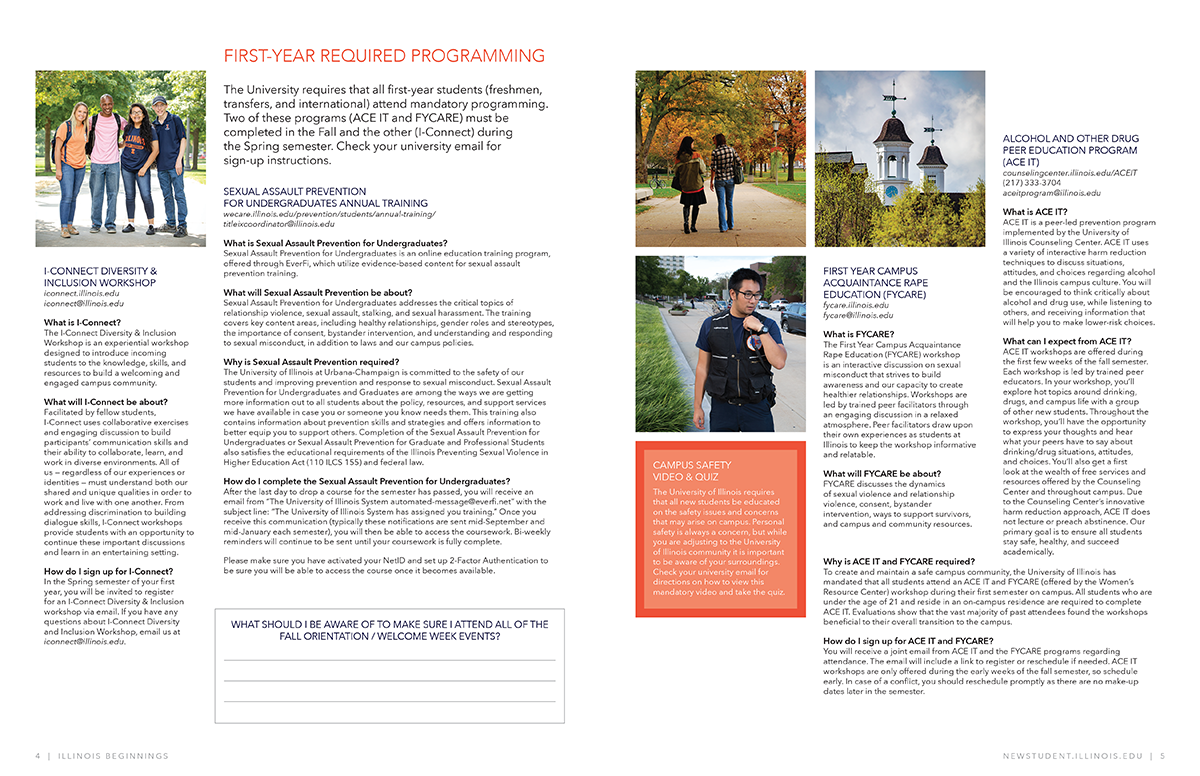 FIRST-YEAR REQUIRED PROGRAMMING
The University requires that all first-year students (freshmen,
transfers, and international) attend mandatory programming.
Two of these programs (ACE IT and FYCARE) must be
completed in the Fall and the other (I-Connect) during
the Spring semester. Check your university email for
sign-up instructions.
I-CONNECT DIVERSITY &
INCLUSION WORKSHOP
iconnect.illinois.edu
iconnect@illinois.edu
What is I-Connect?
The I-Connect Diversity & Inclusion
Workshop is an experiential workshop
designed to introduce incoming
students to the knowledge, skills, and
resources to build a welcoming and
engaged campus community.
What will I-Connect be about?
Facilitated by fellow students,
I-Connect uses collaborative exercises
and engaging discussion to build
participants' communication skills and
their ability to collaborate, learn, and
work in diverse environments. All of
us – regardless of our experiences or
identities – must understand both our
shared and unique qualities in order to
work and live with one another. From
addressing discrimination to building
dialogue skills, I-Connect workshops
provide students with an opportunity to
continue these important discussions
and learn in an entertaining setting.
How do I sign up for I-Connect?
In the Spring semester of your first
year, you will be invited to register
for an I-Connect Diversity & Inclusion
workshop via email. If you have any
questions about I-Connect Diversity
and Inclusion Workshop, email us at
iconnect@illinois.edu.
SEXUAL ASSAULT PREVENTION
FOR UNDERGRADUATES ANNUAL TRAINING
wecare.illinois.edu/prevention/students/annual-training/
titleixcoordinator@illinois.edu
What is Sexual Assault Prevention for Undergraduates?
Sexual Assault Prevention for Undergraduates is an online education training program,
offered through EverFi, which utilize evidence-based content for sexual assault
prevention training.
What will Sexual Assault Prevention be about?
Sexual Assault Prevention for Undergraduates addresses the critical topics of
relationship violence, sexual assault, stalking, and sexual harassment. The training
covers key content areas, including healthy relationships, gender roles and stereotypes,
the importance of consent, bystander intervention, and understanding and responding
to sexual misconduct, in addition to laws and our campus policies.
Why is Sexual Assault Prevention required?
The University of Illinois at Urbana-Champaign is committed to the safety of our
students and improving prevention and response to sexual misconduct. Sexual Assault
Prevention for Undergraduates and Graduates are among the ways we are getting
more information out to all students about the policy, resources, and support services
we have available in case you or someone you know needs them. This training also
contains information about prevention skills and strategies and offers information to
better equip you to support others. Completion of the Sexual Assault Prevention for
Undergraduates or Sexual Assault Prevention for Graduate and Professional Students
also satisfies the educational requirements of the Illinois Preventing Sexual Violence in
Higher Education Act (110 ILCS 155) and federal law.
How do I complete the Sexual Assault Prevention for Undergraduates?
After the last day to drop a course for the semester has passed, you will receive an
email from "The University of Illinois System automated-message@everfi.net" with the
subject line: "The University of Illinois System has assigned you training." Once you
receive this communication (typically these notifications are sent mid-September and
mid-January each semester), you will then be able to access the coursework. Bi-weekly
reminders will continue to be sent until your coursework is fully complete.
Please make sure you have activated your NetID and set up 2-Factor Authentication to
be sure you will be able to access the course once it becomes available.
WHAT SHOULD I BE AWARE OF TO MAKE SURE I ATTEND ALL OF THE
FALL ORIENTATION / WELCOME WEEK EVENTS?
4 | ILLINOIS BEGINNINGS
CAMPUS SAFETY
VIDEO & QUIZ
The University of Illinois requires
that all new students be educated
on the safety issues and concerns
that may arise on campus. Personal
safety is always a concern, but while
you are adjusting to the University
of Illinois community it is important
to be aware of your surroundings.
Check your university email for
directions on how to view this
mandatory video and take the quiz.
FIRST YEAR CAMPUS
ACQUAINTANCE RAPE
EDUCATION (FYCARE)
fycare.illinois.edu
fycare@illinois.edu
What is FYCARE?
The First Year Campus Acquaintance
Rape Education (FYCARE) workshop
is an interactive discussion on sexual
misconduct that strives to build
awareness and our capacity to create
healthier relationships. Workshops are
led by trained peer facilitators through
an engaging discussion in a relaxed
atmosphere. Peer facilitators draw upon
their own experiences as students at
Illinois to keep the workshop informative
and relatable.
What will FYCARE be about?
FYCARE discusses the dynamics
of sexual violence and relationship
violence, consent, bystander
intervention, ways to support survivors,
and campus and community resources.
ALCOHOL AND OTHER DRUG
PEER EDUCATION PROGRAM
(ACE IT)
counselingcenter.illinois.edu/ACEIT
(217) 333-3704
aceitprogram@illinois.edu
What is ACE IT?
ACE IT is a peer-led prevention program
implemented by the University of
Illinois Counseling Center. ACE IT uses
a variety of interactive harm reduction
techniques to discuss situations,
attitudes, and choices regarding alcohol
and the Illinois campus culture. You will
be encouraged to think critically about
alcohol and drug use, while listening to
others, and receiving information that
will help you to make lower-risk choices.
What can I expect from ACE IT?
ACE IT workshops are offered during
the first few weeks of the fall semester.
Each workshop is led by trained peer
educators. In your workshop, you'll
explore hot topics around drinking,
drugs, and campus life with a group
of other new students. Throughout the
workshop, you'll have the opportunity
to express your thoughts and hear
what your peers have to say about
drinking/drug situations, attitudes,
and choices. You'll also get a first
look at the wealth of free services and
resources offered by the Counseling
Center and throughout campus. Due
to the Counseling Center's innovative
harm reduction approach, ACE IT does
not lecture or preach abstinence. Our
primary goal is to ensure all students
stay safe, healthy, and succeed
academically.
Why is ACE IT and FYCARE required?
To create and maintain a safe campus community, the University of Illinois has
mandated that all students attend an ACE IT and FYCARE (offered by the Women's
Resource Center) workshop during their first semester on campus. All students who are
under the age of 21 and reside in an on-campus residence are required to complete
ACE IT. Evaluations show that the vast majority of past attendees found the workshops
beneficial to their overall transition to the campus.
How do I sign up for ACE IT and FYCARE?
You will receive a joint email from ACE IT and the FYCARE programs regarding
attendance. The email will include a link to register or reschedule if needed. ACE IT
workshops are only offered during the early weeks of the fall semester, so schedule
early. In case of a conflict, you should reschedule promptly as there are no make-up
dates later in the semester.
NEWSTUDENT.ILLINOIS.EDU | 5